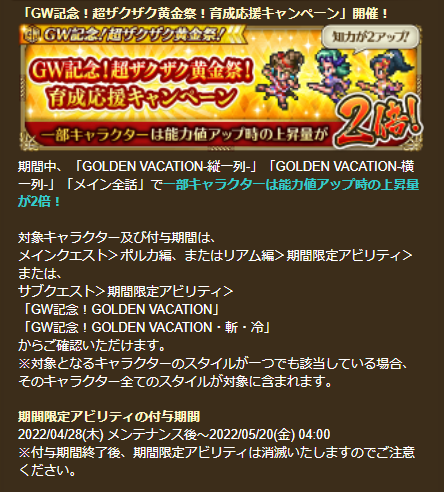 「GW記念！超ザクザク黄金祭！育成応援キャンペーン」開催！
GW記念！超ザクザク黄金祭！
知力が2アップ？
GW記念！超ザクザク黄金祭！
育成応援キャンペーン
一部キャラクターは能力値アップ時の上昇量が2倍！
期間中、「GOLDEN VACATION-縦一列-」「GOLDEN VACATION-横
一列-」「メイン全話」で一部キャラクターは能力値アップ時の上昇量
が2倍！
対象キャラクター及び付与期間は、
メインクエスト＞ポルカ編、またはリアム編＞期間限定アビリティ＞
または、
サブクエスト＞期間限定アビリティ＞
「GW記念！GOLDEN VACATION」
「GW記念！GOLDEN VACATION・斬・冷」
からご確認いただけます。
※対象となるキャラクターのスタイルが一つでも該当している場合、
そのキャラクター全てのスタイルが対象に含まれます。
期間限定アビリティの付与期間
2022/04/28(木) メンテナンス後～2022/05/20(金) 04:00
※付与期間終了後、期間限定アビリティは消滅いたしますのでご注意
ください。